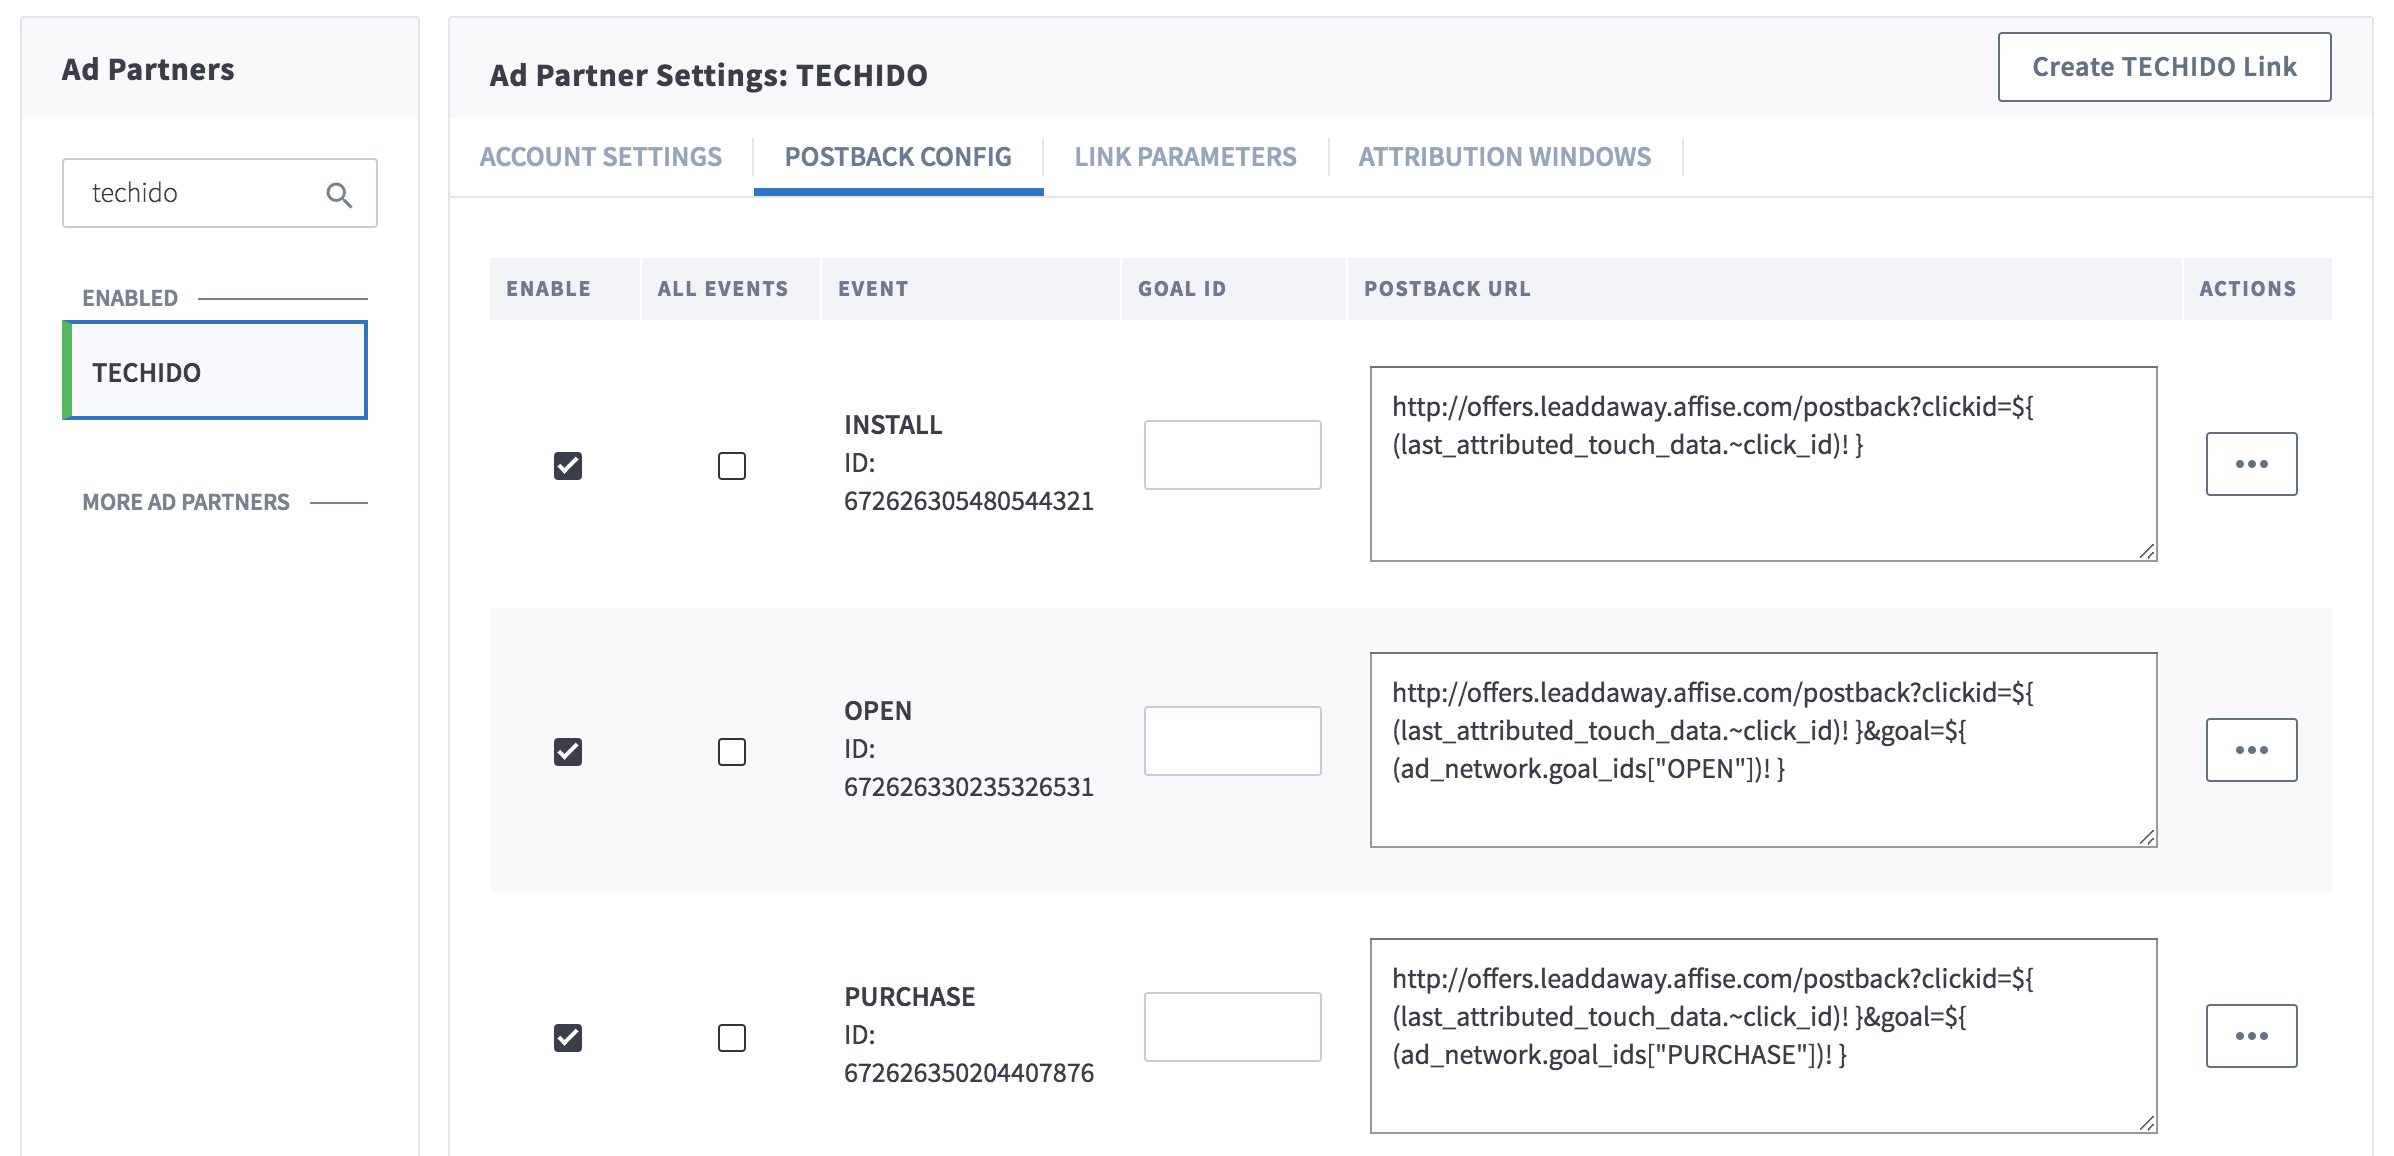 Ad Partners
techido
ENABLED
TECHIDO
MORE AD PARTNERS
Ad Partner Settings: TECHIDO
Create TECHIDO Link
ACCOUNT SETTINGS
POSTBACK CONFIG
LINK PARAMETERS
ATTRIBUTION WINDOWS
ENABLE
ALL EVENTS
EVENT
GOAL ID
POSTBACK URL
ACTIONS
INSTALL
ID:
672626305480544321
http://offers.leaddaway.affise.com/postback?clickid=${
(last_attributed_touch_data.~click_id)! }
OPEN
ID:
672626330235326531
http://offers.leaddaway.affise.com/postback?clickid=${
(last_attributed_touch_data.~click_id)! }&goal=${
(ad_network.goal_ids["OPEN"])! }
PURCHASE
ID:
672626350204407876
http://offers.leaddaway.affise.com/postback?clickid=${
(last_attributed_touch_data.~click_id)! }&goal=${
(ad_network.goal_ids["PURCHASE"])! }